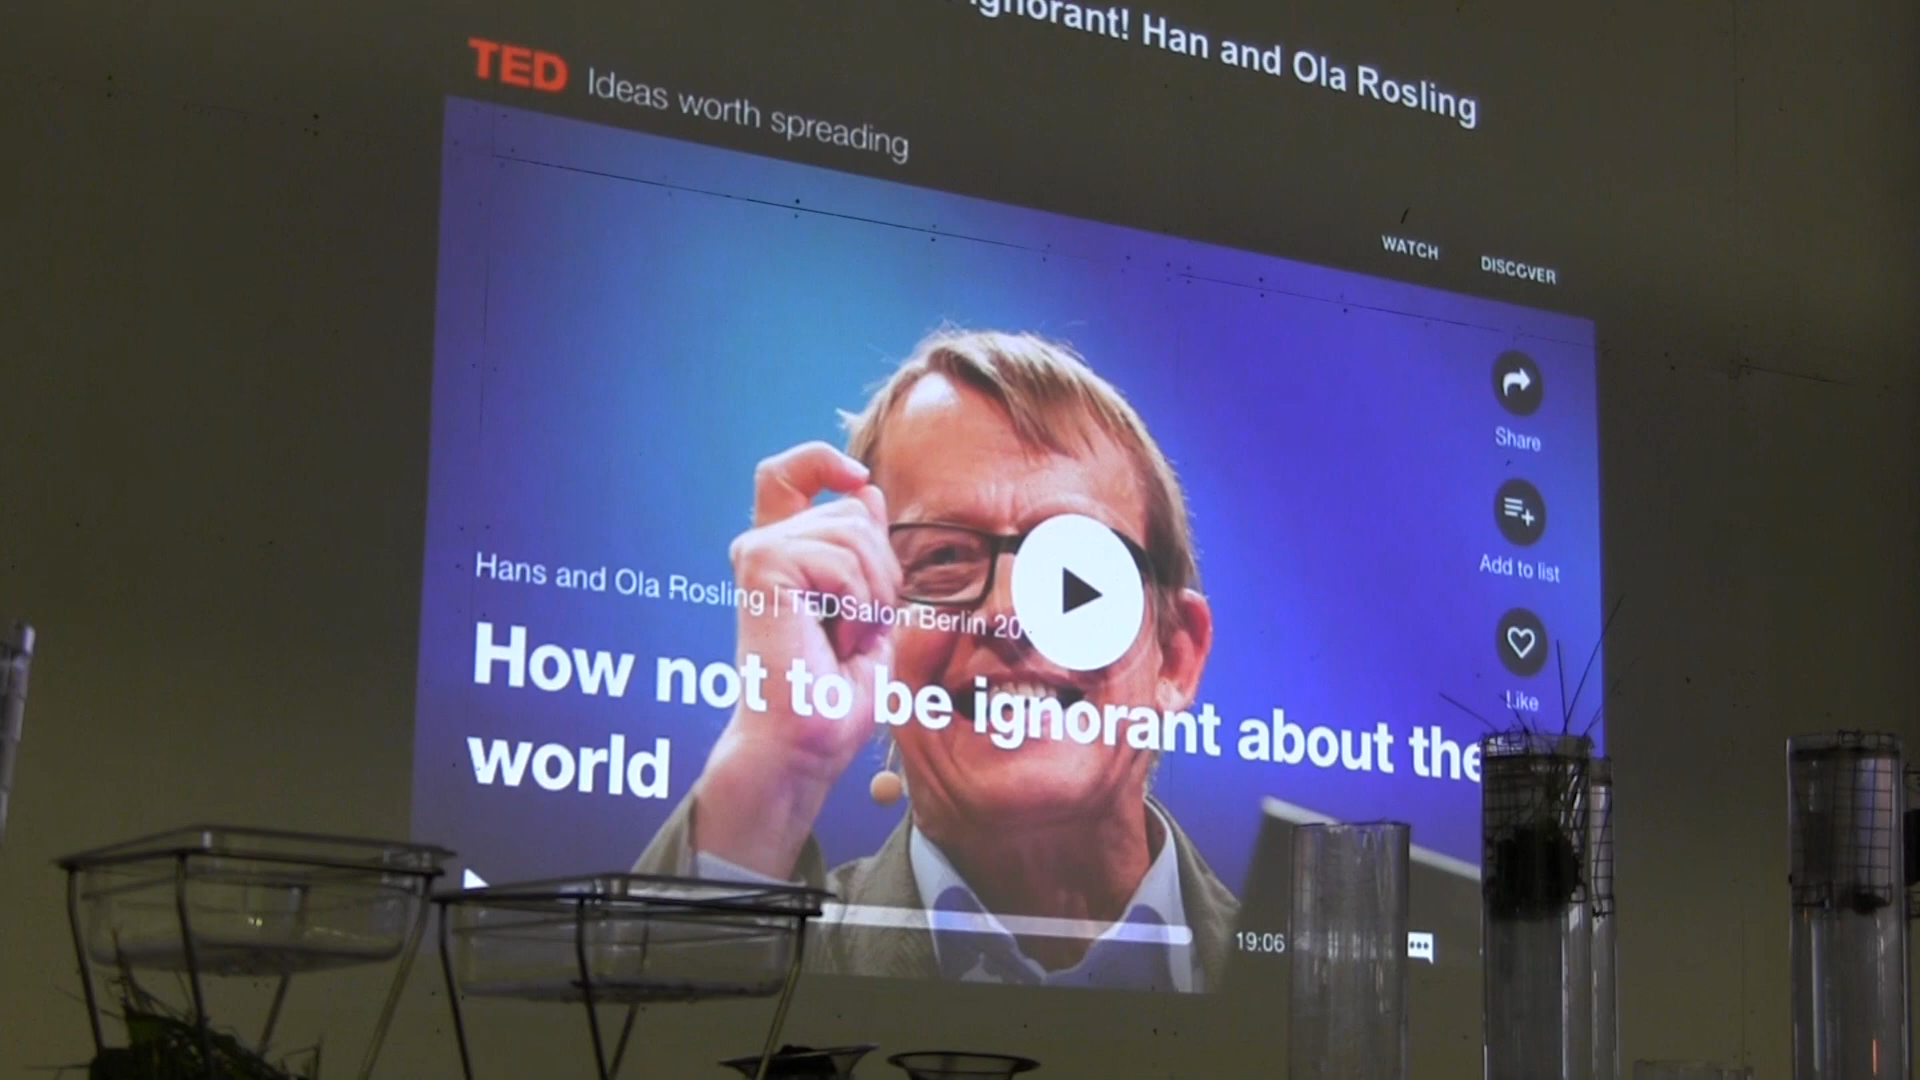 ignorant! Han and Ola Rosling
TED Ideas worth spreading
WATCH DISCOVER
Share
Add to list
Like
Hans and Ola Rosling | TEDSalon Berlin 20
How not to be ignorant about the
world
19:06